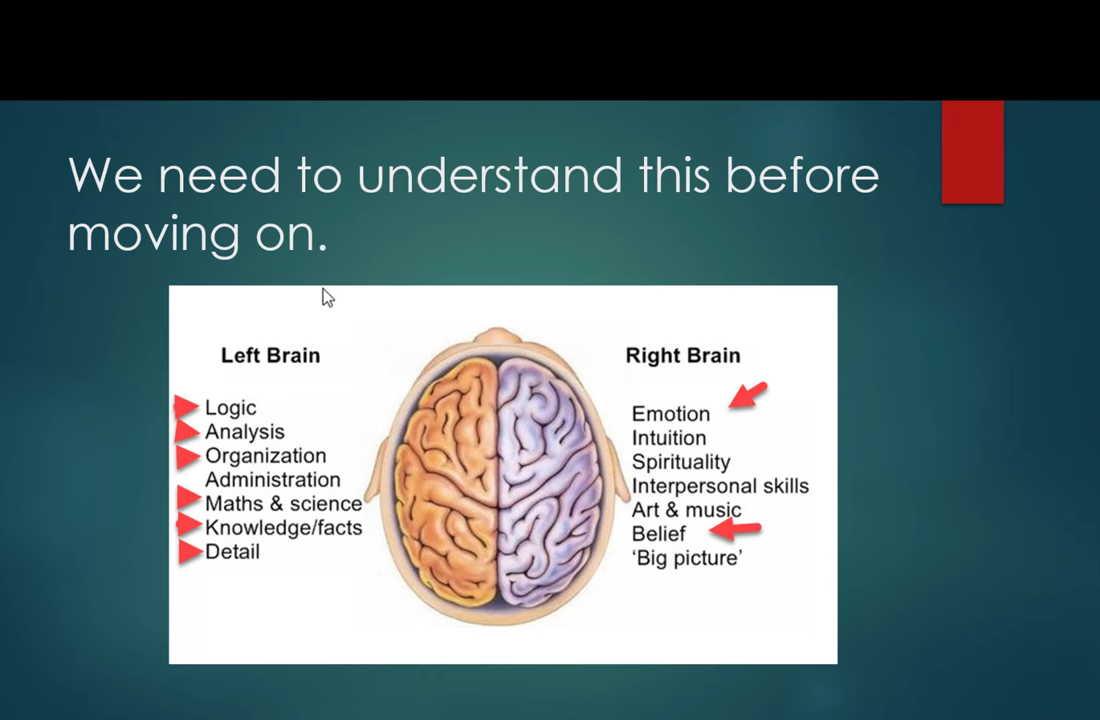 We need to understand this before
moving on.
Left Brain
Logic
Analysis
Organization
Administration
Maths & science
Knowledge/facts
Detail
Right Brain
Emotion
Intuition
Spirituality
Interpersonal skills
Art & music
Belief
‘Big picture’